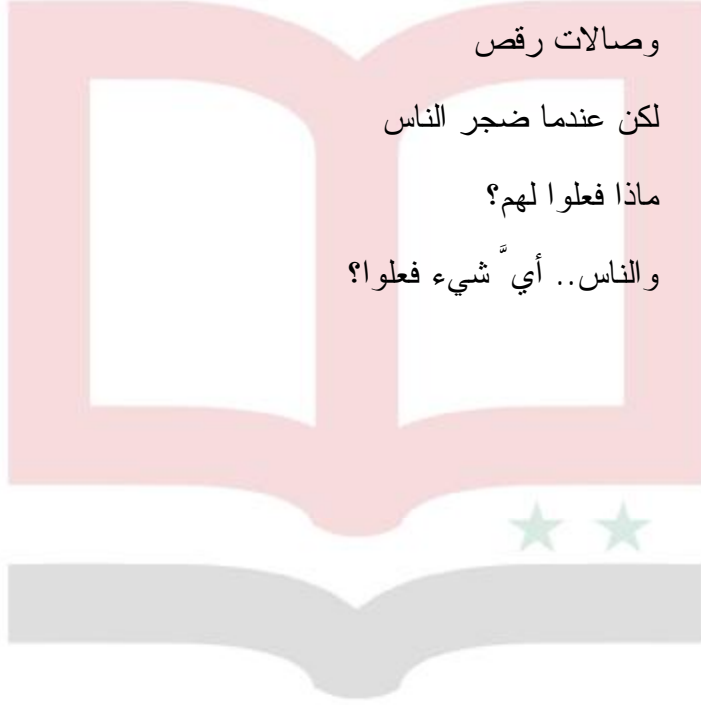 وصالات رقص
لكن عندما ضجر الناس
ماذا فعلوا لهم؟
والناس.. أيَّ شيء فعلوا؟